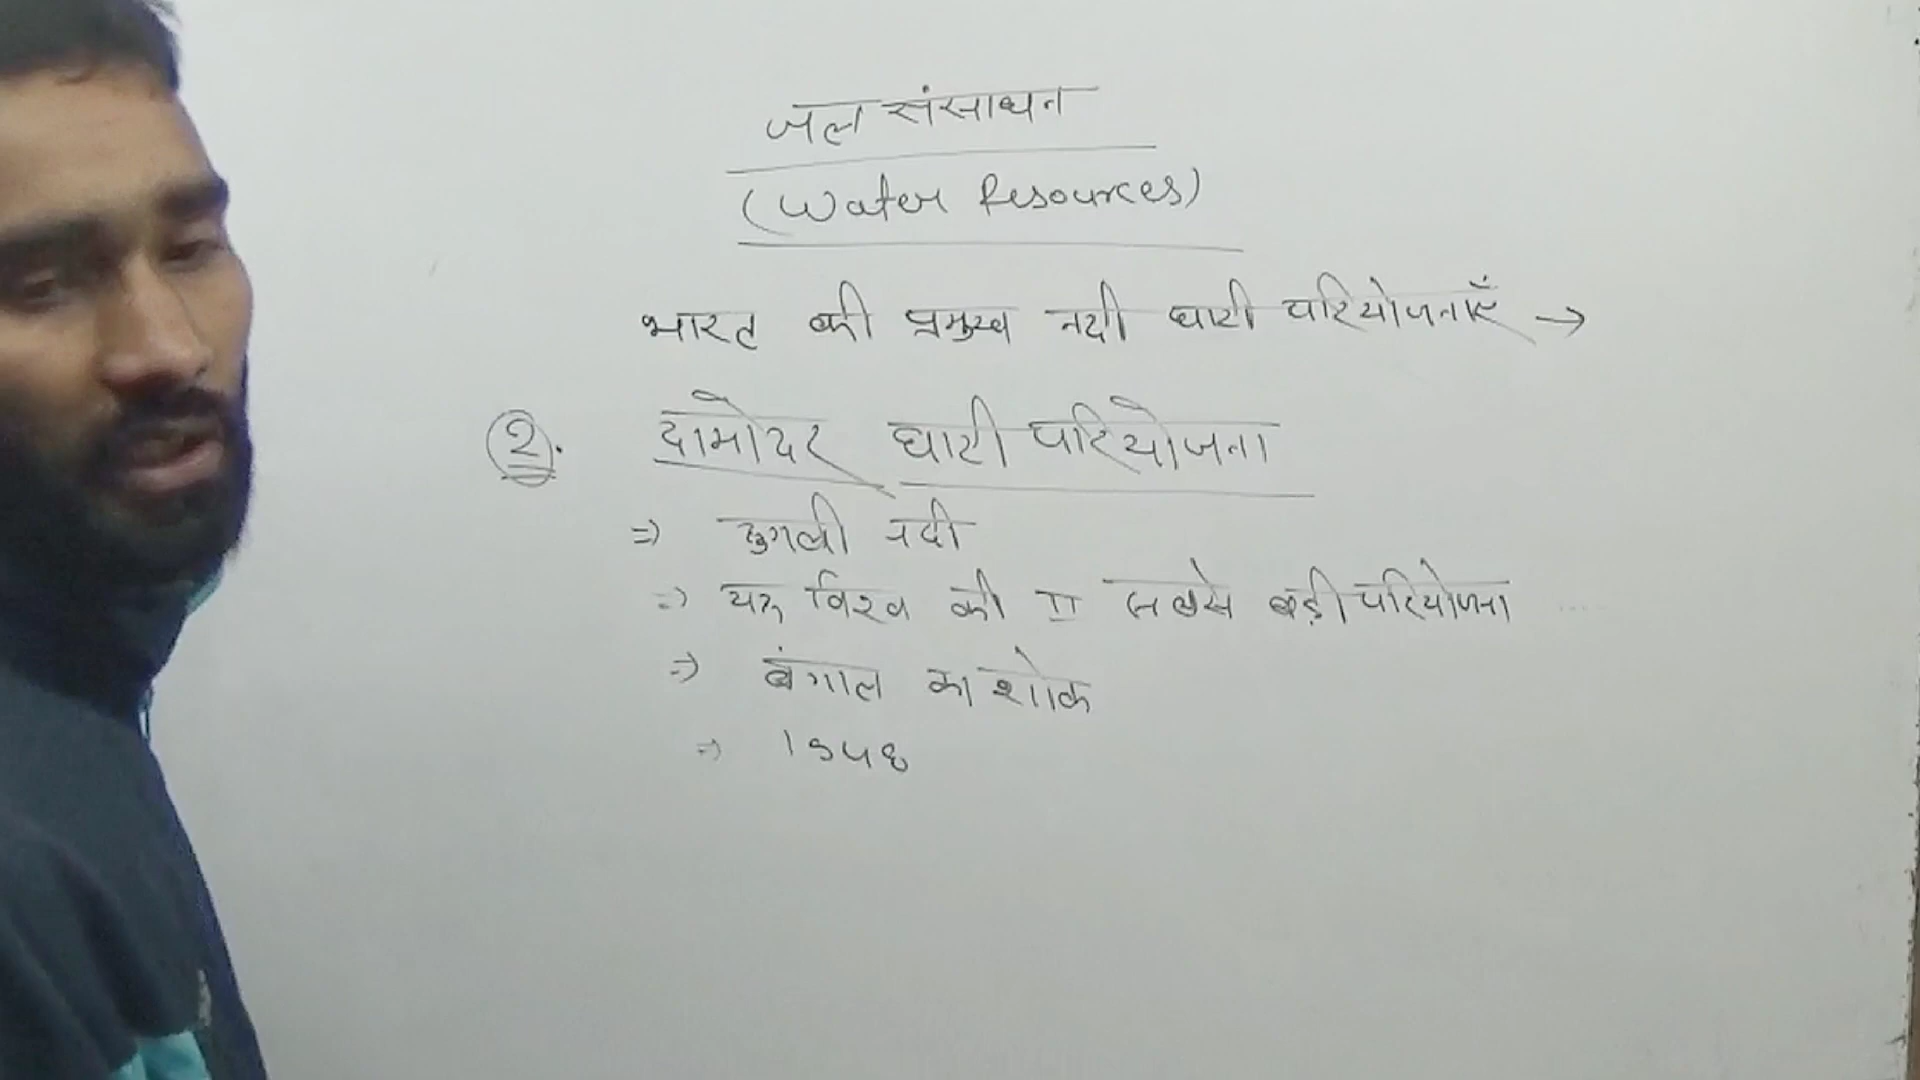 जल संसाधन
(Water Resources)
भारत की प्रमुख नदी घाटी परियोजनाएँ →
2. दामोदर घाटी परियोजना
⇒ हुगली नदी
⇒ यह विश्व की II सबसे बड़ी परियोजना
⇒ बंगाल का शोक
⇒